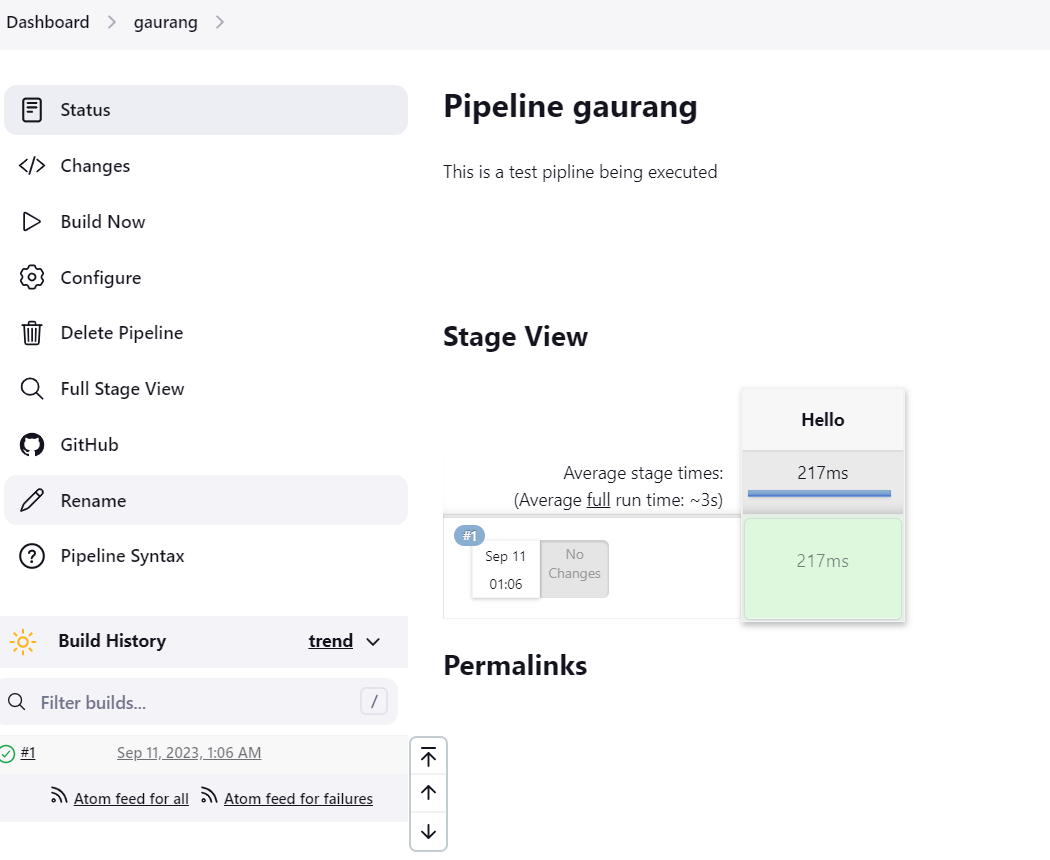 Dashboard > gaurang >
Status
Changes
Build Now
Configure
Delete Pipeline
Full Stage View
GitHub
Rename
Pipeline Syntax
Build History trend
Filter builds... /
#1 Sep 11, 2023, 1:06 AM
Atom feed for all Atom feed for failures
Pipeline gaurang
This is a test pipline being executed
Stage View
Hello
Average stage times: 217ms
(Average full run time: ~3s)
#1
Sep 11
01:06
No
Changes
217ms
Permalinks